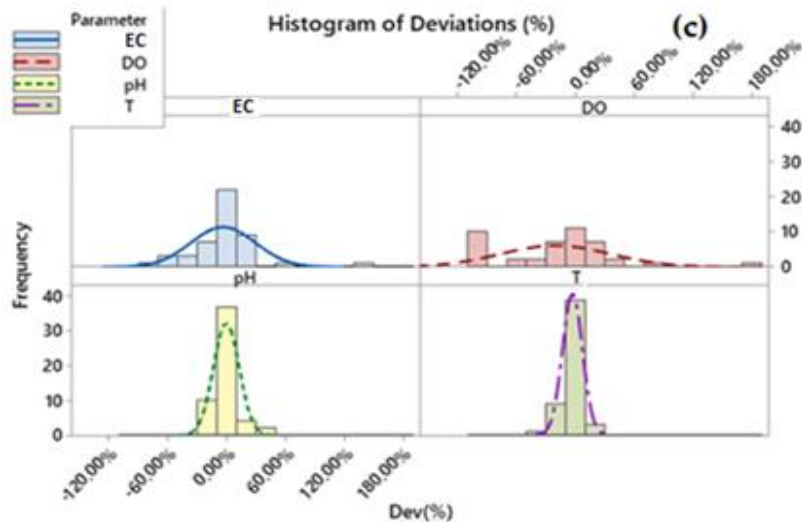 Parameter
EC
DO
pH
T
Histogram of Deviations (%)
(c)
-120,00%
-60,00%
0,00%
60,00%
120,00%
180,00%
EC
DO
40
30
20
10
0
Frequency
pH
T
40
30
20
10
0
-120,00%
-60,00%
0,00%
60,00%
120,00%
180,00%
Dev(%)